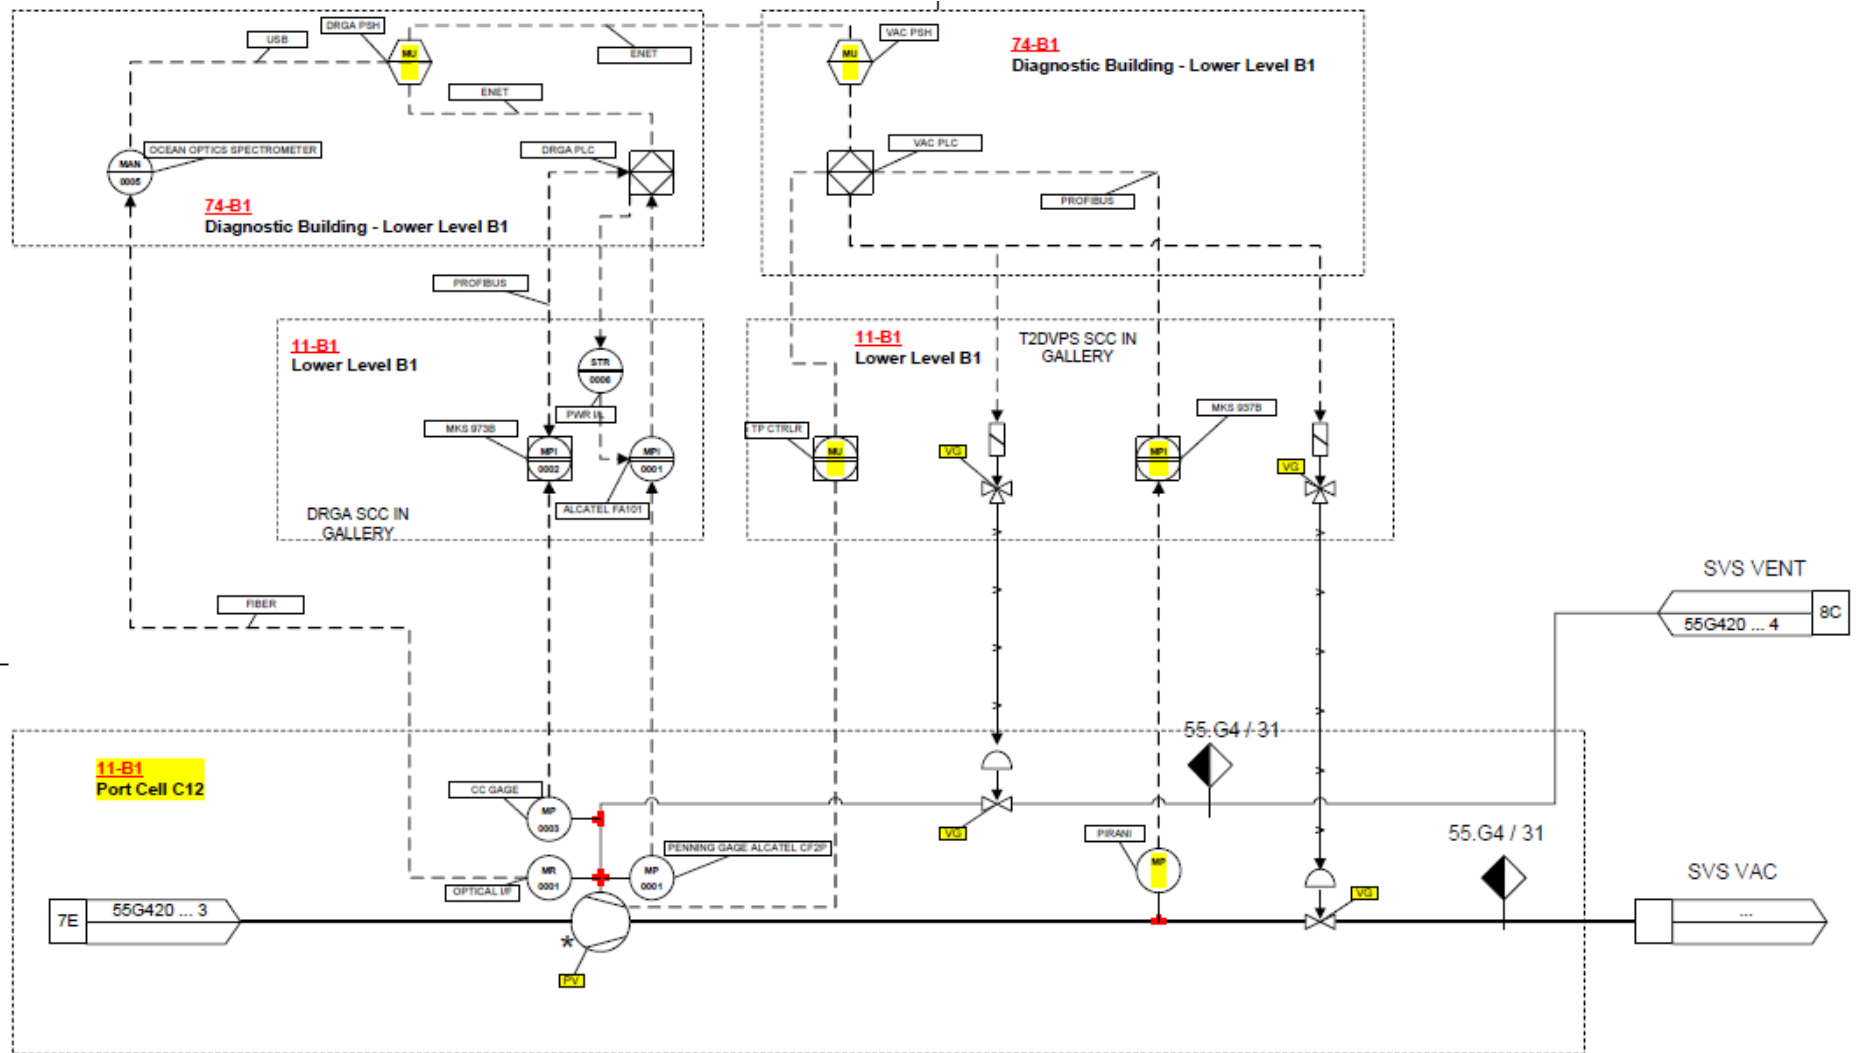 DRGA PSH
USB
MU
ENET
ENET
MAN
0005
OCEAN OPTICS SPECTROMETER
DRGA PLC
74-B1
Diagnostic Building - Lower Level B1
MU
VAC PSH
74-B1
Diagnostic Building - Lower Level B1
VAC PLC
PROFIBUS
PROFIBUS
11-B1
Lower Level B1
STR
0006
PWR I/L
MKS 973B
MPI
0002
MPI
0001
ALCATEL FA101
DRGA SCC IN
GALLERY
11-B1
Lower Level B1
T2DVPS SCC IN
GALLERY
TP CTRLR
MU
VG
MPI
MKS 937B
VG
FIBER
SVS VENT
55G420 ... 4
8C
11-B1
Port Cell C12
CC GAGE
MP
0003
MR
0001
OPTICAL I/F
MP
0001
PENNING GAGE ALCATEL CF2P
VG
55.G4 / 31
PIRANI
MP
55.G4 / 31
VG
SVS VAC
...
7E
55G420 ... 3
*
PV